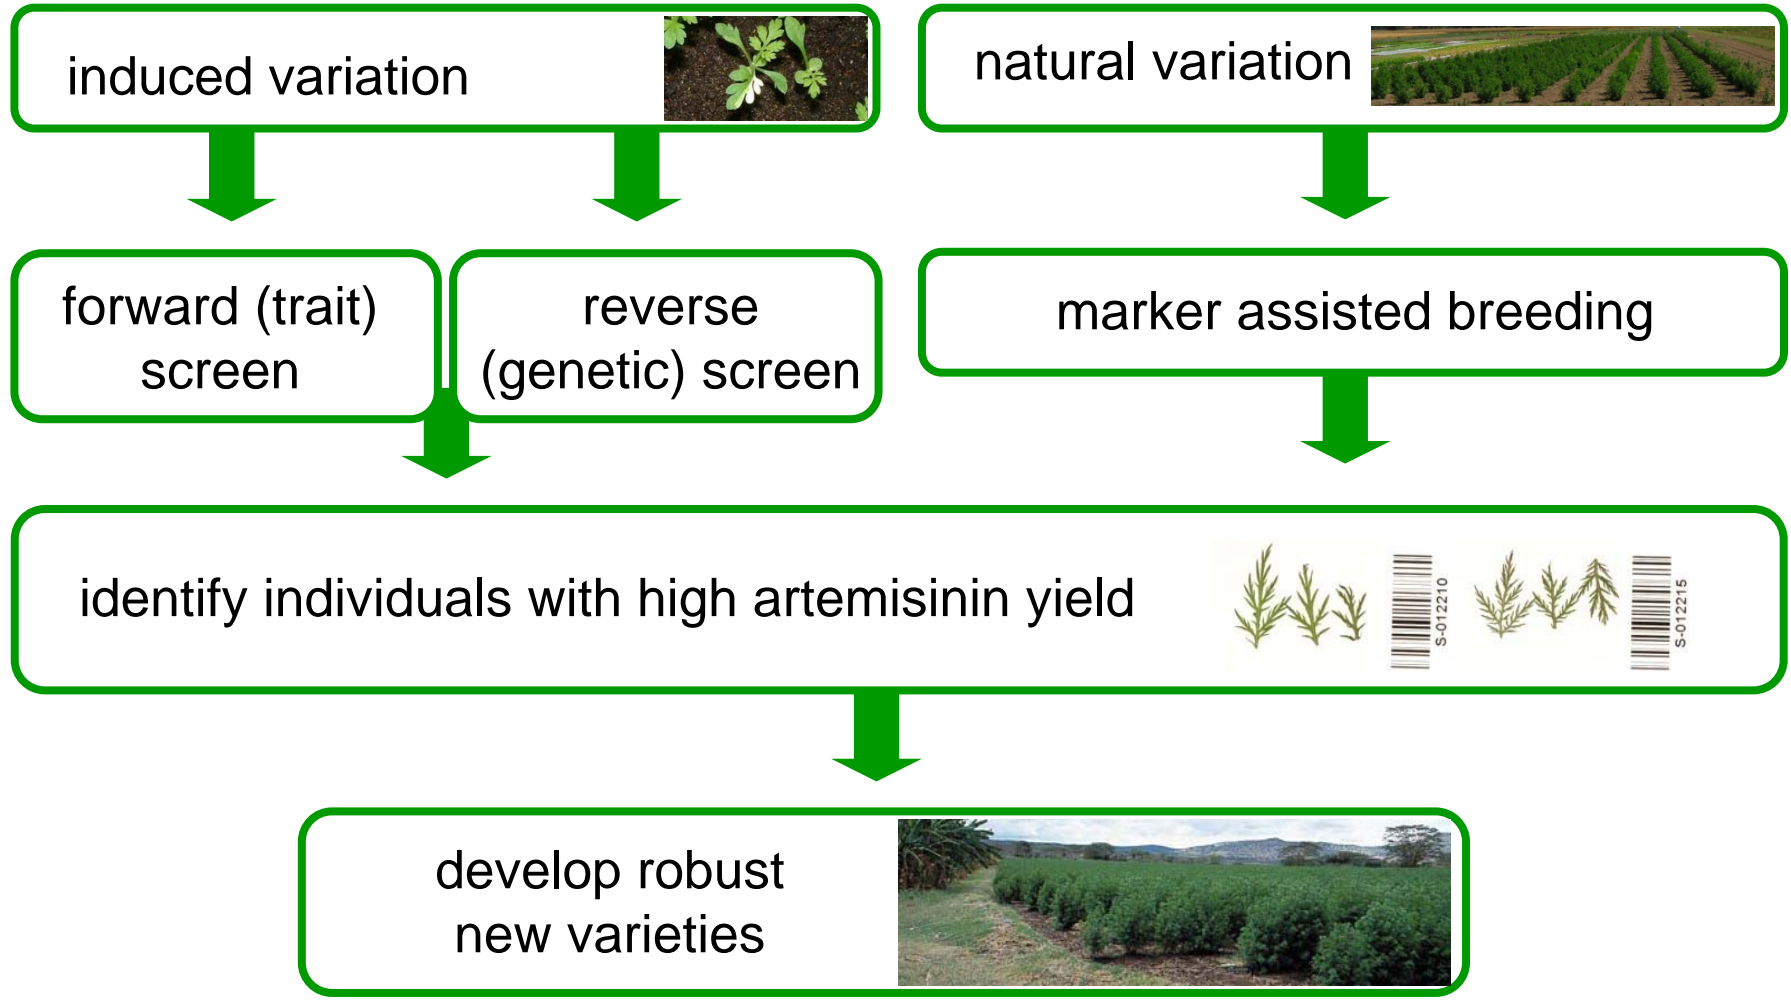 induced variation
natural variation
forward (trait)
screen
reverse
(genetic) screen
marker assisted breeding
identify individuals with high artemisinin yield
S-012210
S-012215
develop robust
new varieties